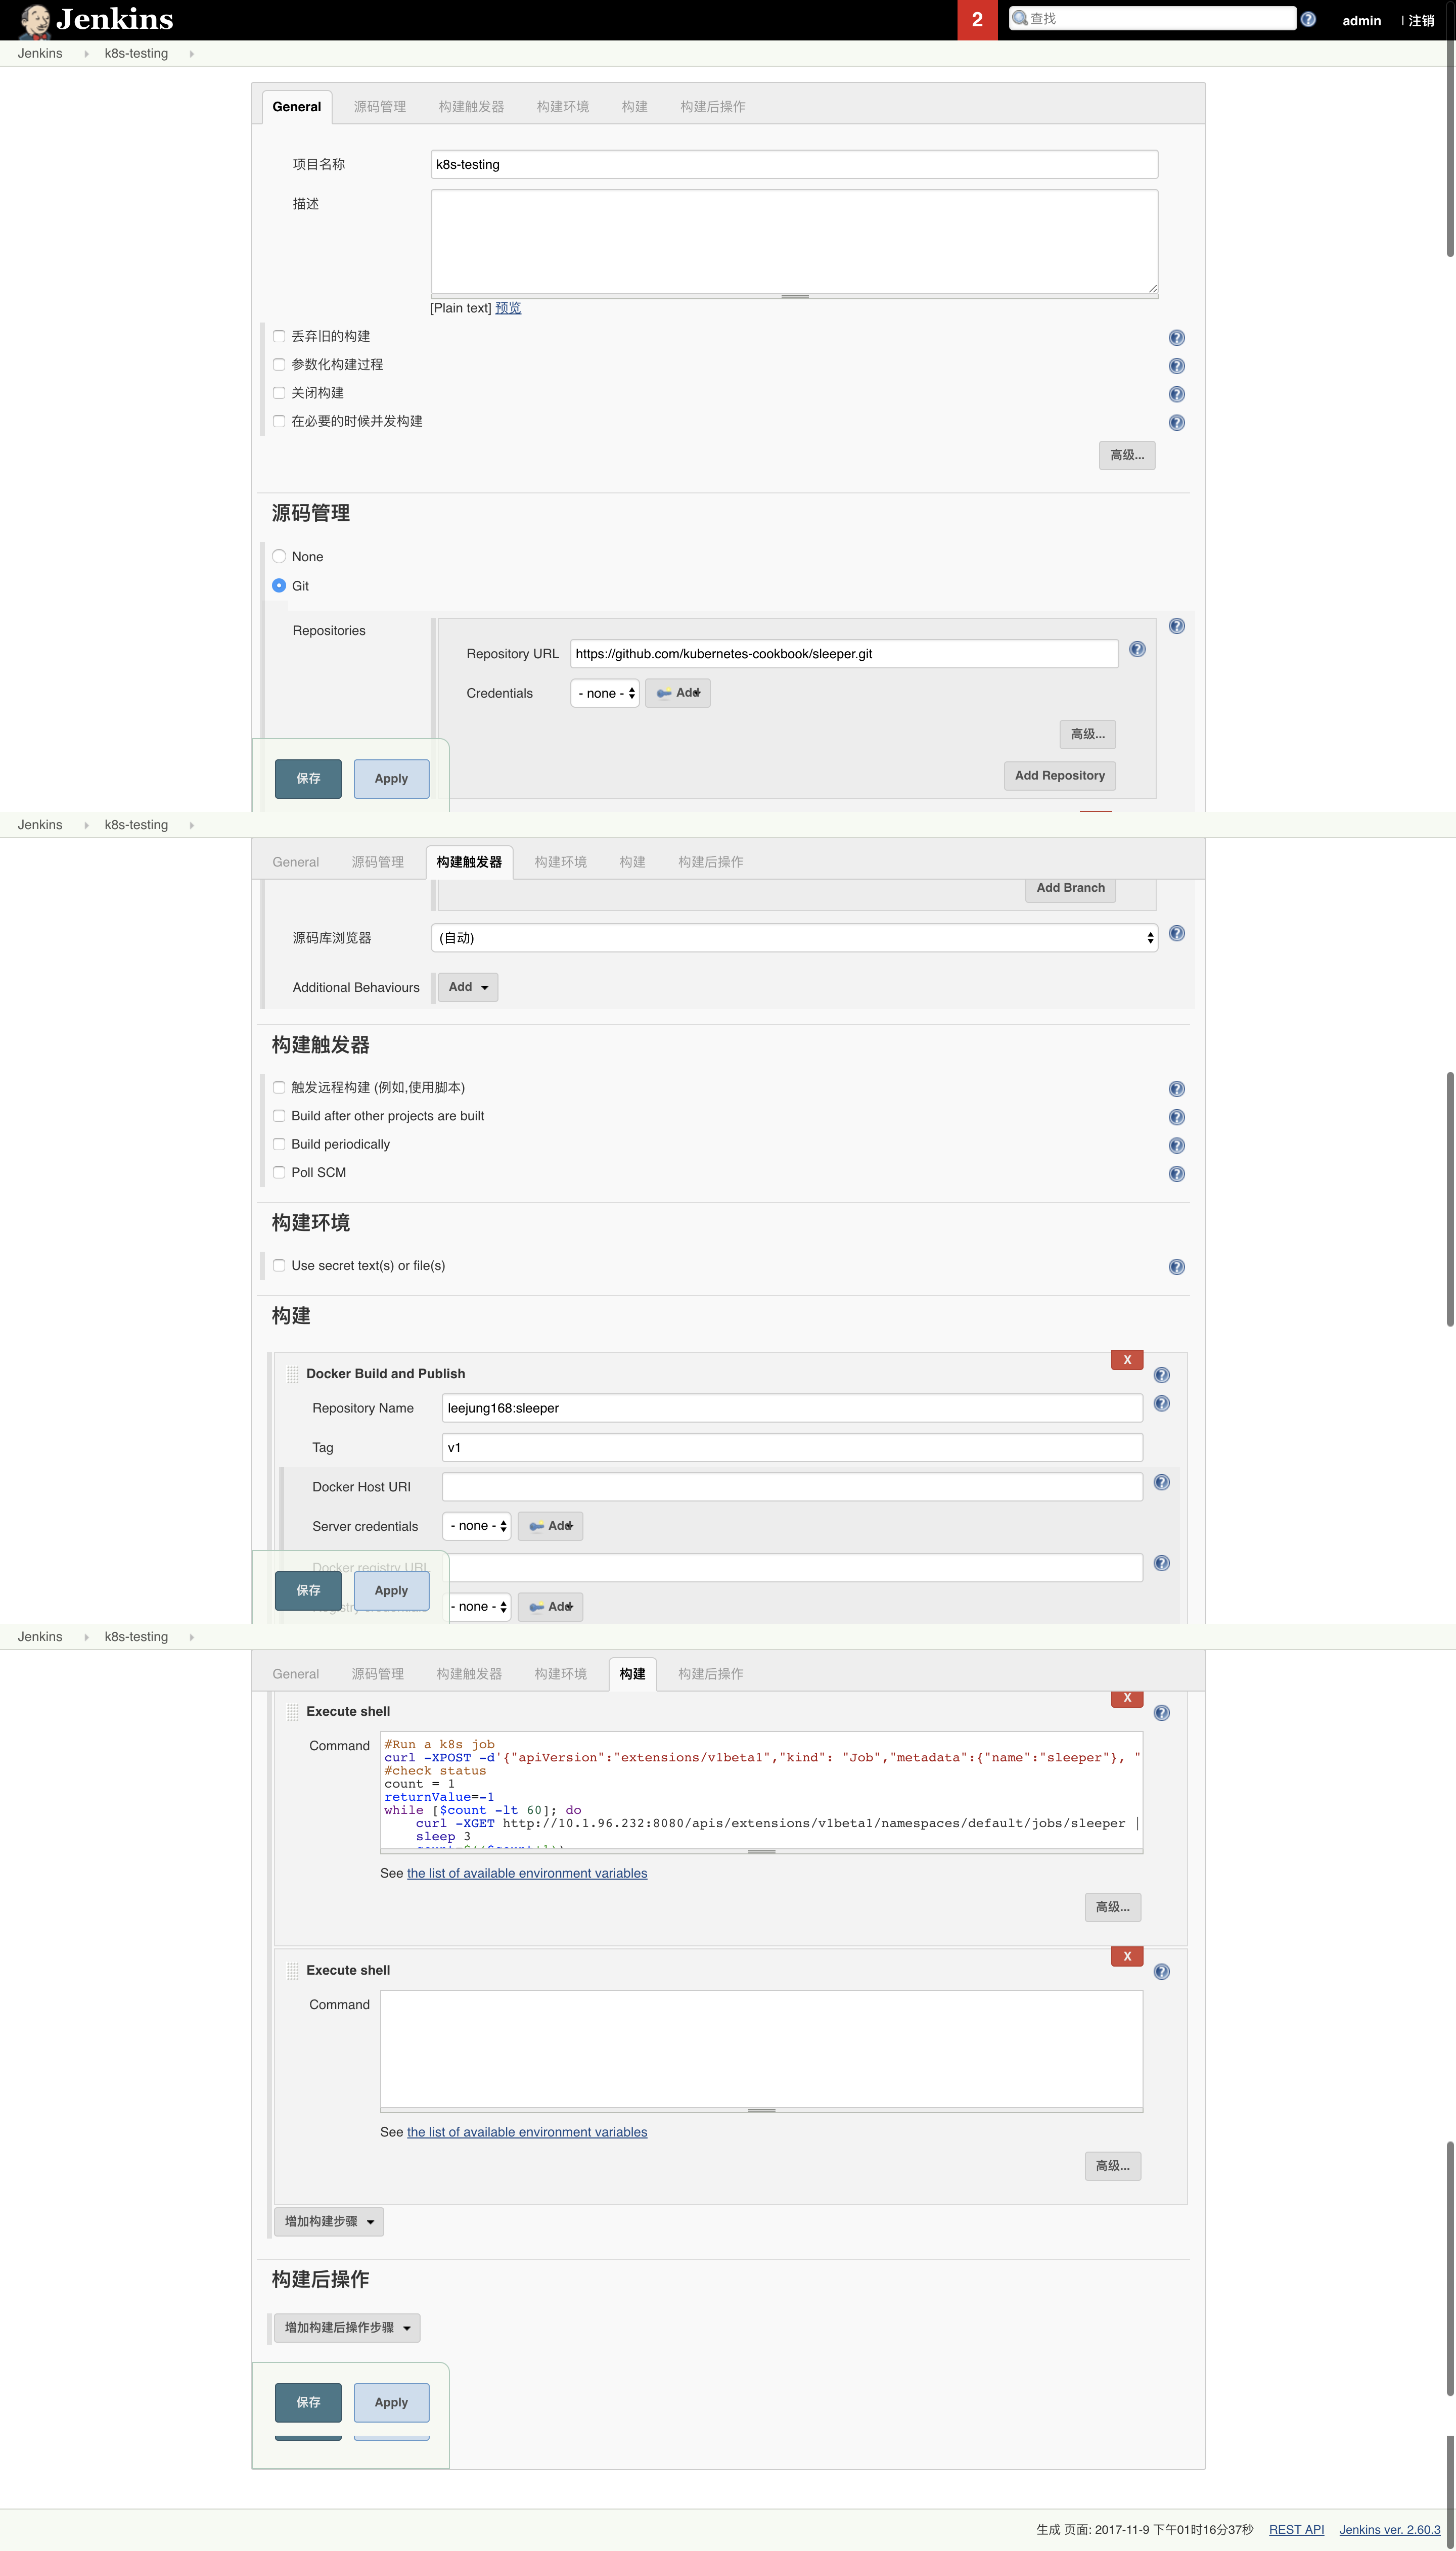 Jenkins
2
查找
admin
| 注销
Jenkins
k8s-testing
General
源码管理
构建触发器
构建环境
构建
构建后操作
项目名称
k8s-testing
描述
[Plain text] 预览
丢弃旧的构建
参数化构建过程
关闭构建
在必要的时候并发构建
高级...
源码管理
None
Git
Repositories
Repository URL
https://github.com/kubernetes-cookbook/sleeper.git
Credentials
- none -
Add
高级...
Add Repository
保存
Apply
Jenkins
k8s-testing
General
源码管理
构建触发器
构建环境
构建
构建后操作
Add Branch
源码库浏览器
(自动)
Additional Behaviours
Add
构建触发器
触发远程构建 (例如,使用脚本)
Build after other projects are built
Build periodically
Poll SCM
构建环境
Use secret text(s) or file(s)
构建
X
Docker Build and Publish
Repository Name
leejung168:sleeper
Tag
v1
Docker Host URI
Server credentials
- none -
Add
Docker registry URL
- none -
Add
保存
Apply
Jenkins
k8s-testing
General
源码管理
构建触发器
构建环境
构建
构建后操作
X
Execute shell
Command
#Run a k8s job
curl -XPOST -d'{"apiVersion":"extensions/v1beta1","kind": "Job","metadata":{"name":"sleeper"}, "
#check status
count = 1
returnValue=-1
while [$count -lt 60]; do
curl -XGET http://10.1.96.232:8080/apis/extensions/v1beta1/namespaces/default/jobs/sleeper |
sleep 3
See the list of available environment variables
高级...
X
Execute shell
Command
See the list of available environment variables
高级...
增加构建步骤
构建后操作
增加构建后操作步骤
保存
Apply
生成 页面: 2017-11-9 下午01时16分37秒
REST API
Jenkins ver. 2.60.3